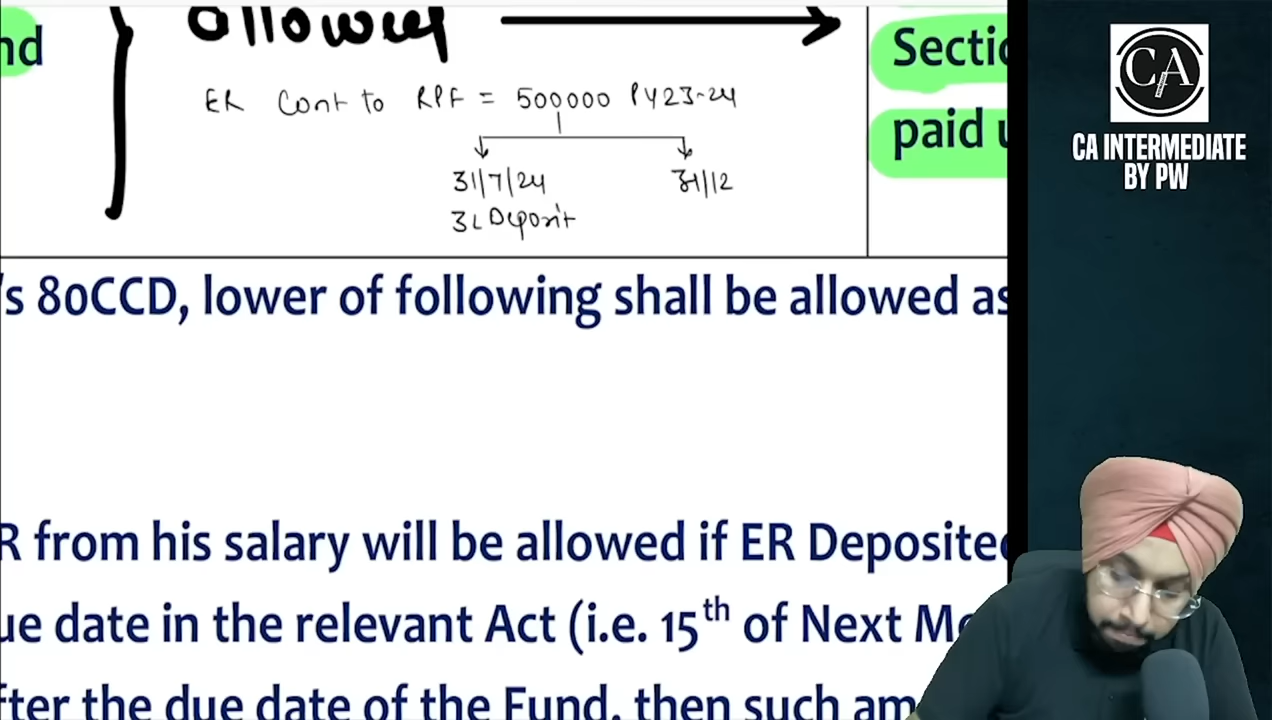 nd
allowed
Sectio
ER Cont to RPF = 500000 PY23-24
paid u
31/7/24
31/12
3L Deposit
's 80CCD, lower of following shall be allowed as
R from his salary will be allowed if ER Deposited
ue date in the relevant Act (i.e. 15th of Next Mo
fter the due date of the Fund, then such am
CA
CA INTERMEDIATE
BY PW